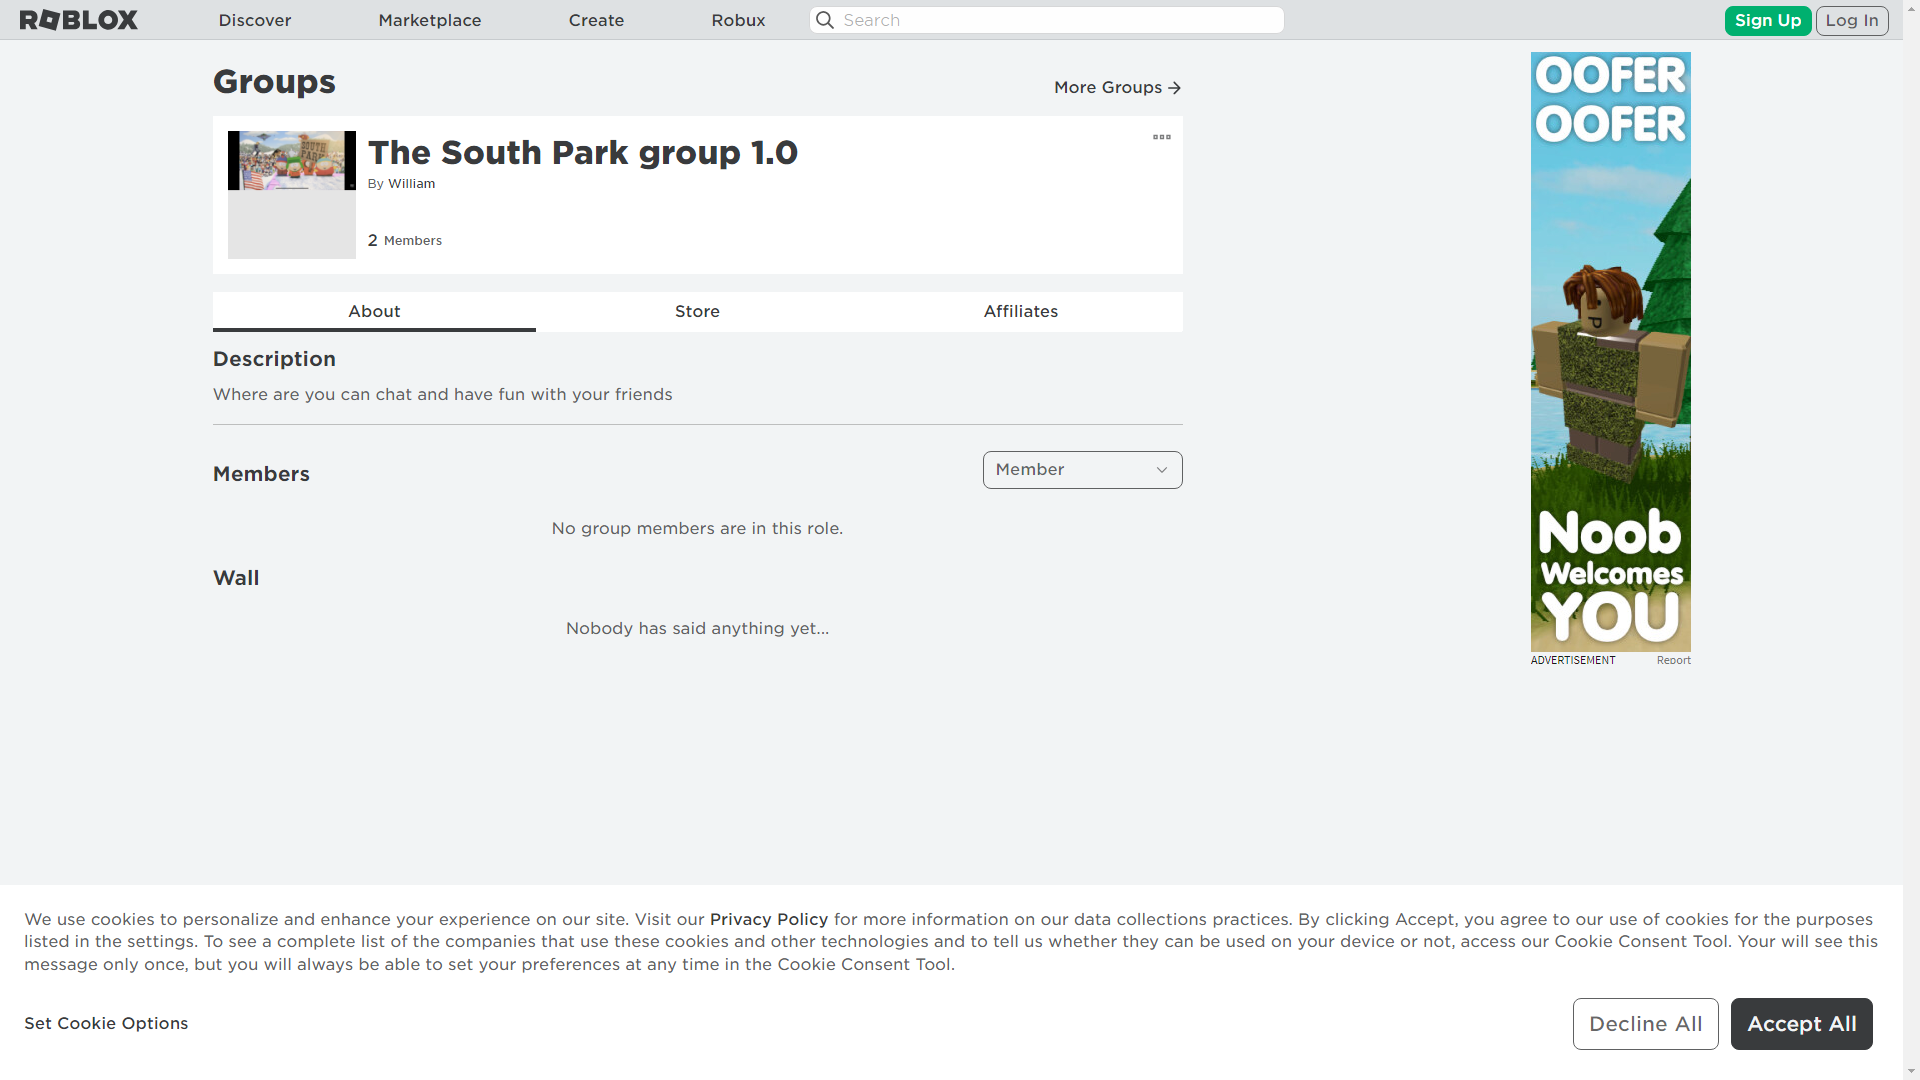 ROBLOX
Discover
Marketplace
Create
Robux
Search
Sign Up
Log In
Groups
More Groups
The South Park group 1.0
By William
2 Members
About
Store
Affiliates
Description
Where are you can chat and have fun with your friends
Members
Member
No group members are in this role.
Wall
Nobody has said anything yet...
SOUTH
PARK
OOFER
OOFER
Noob
Welcomes
YOU
ADVERTISEMENT
Report
We use cookies to personalize and enhance your experience on our site. Visit our Privacy Policy for more information on our data collections practices. By clicking Accept, you agree to our use of cookies for the purposes
listed in the settings. To see a complete list of the companies that use these cookies and other technologies and to tell us whether they can be used on your device or not, access our Cookie Consent Tool. Your will see this
message only once, but you will always be able to set your preferences at any time in the Cookie Consent Tool.
Set Cookie Options
Decline All
Accept All